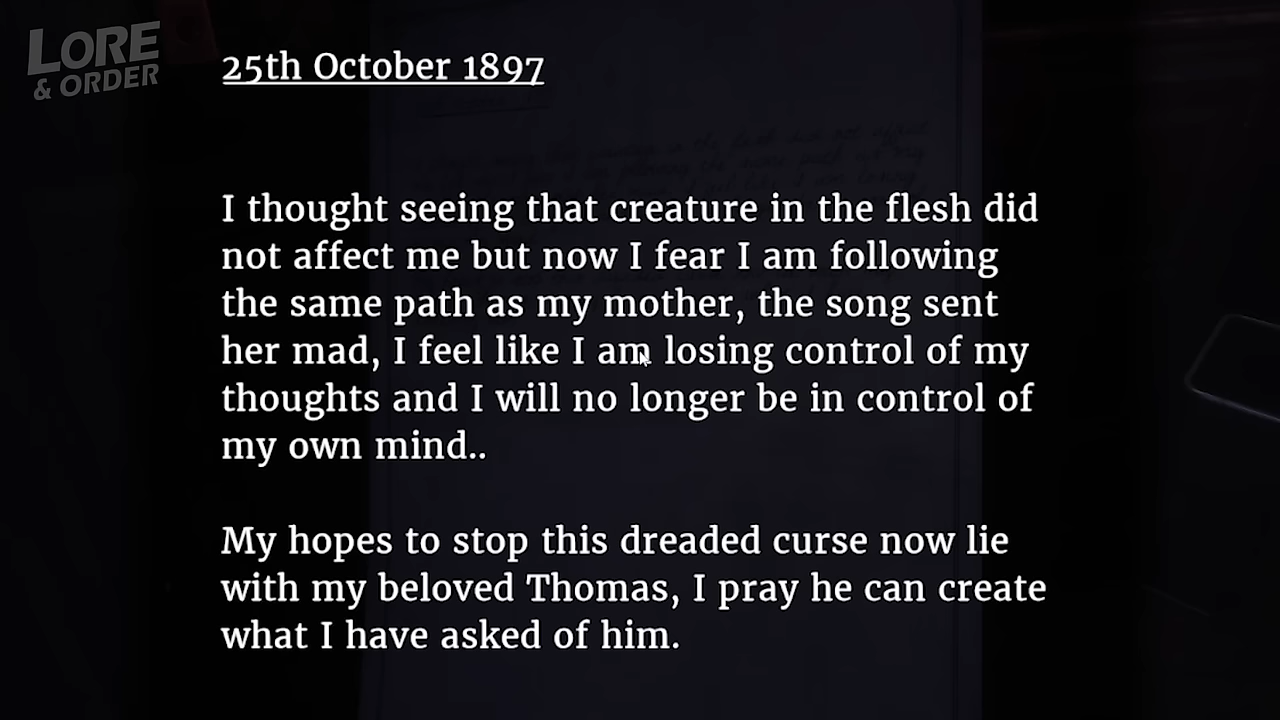 LORE
& ORDER
25th October 1897
I thought seeing that creature in the flesh did
not affect me but now I fear I am following
the same path as my mother, the song sent
her mad, I feel like I am losing control of my
thoughts and I will no longer be in control of
my own mind..
My hopes to stop this dreaded curse now lie
with my beloved Thomas, I pray he can create
what I have asked of him.